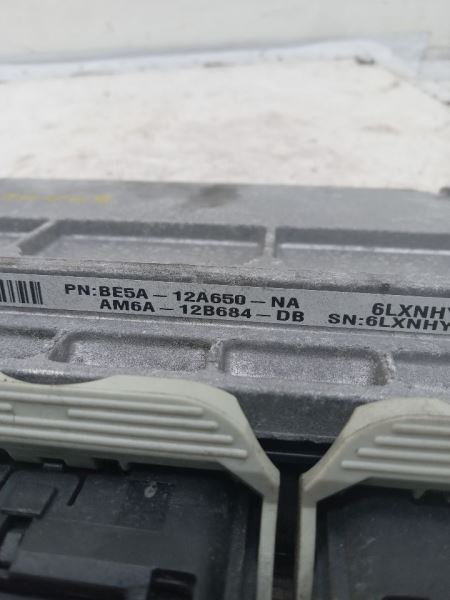 PN:BE5A-12A650-NA
AM6A-12B684-DB
6LXNHY
SN:6LXNHY